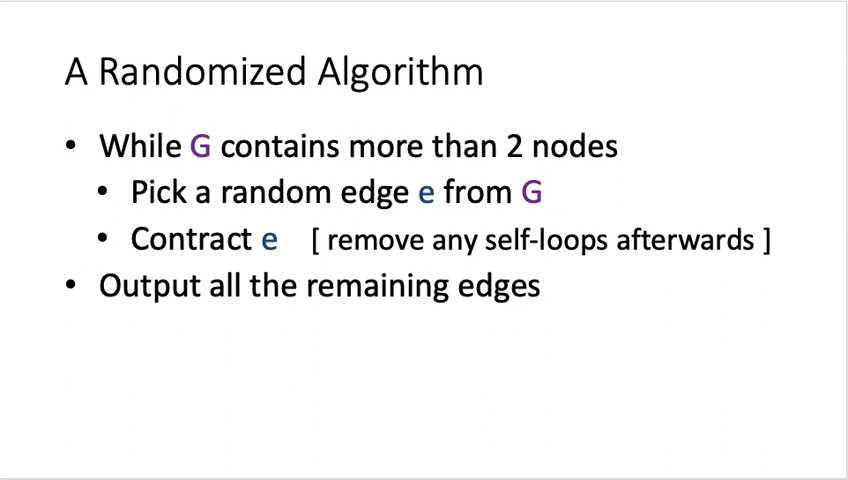 A Randomized Algorithm
• While G contains more than 2 nodes
• Pick a random edge e from G
• Contract e [ remove any self-loops afterwards ]
• Output all the remaining edges